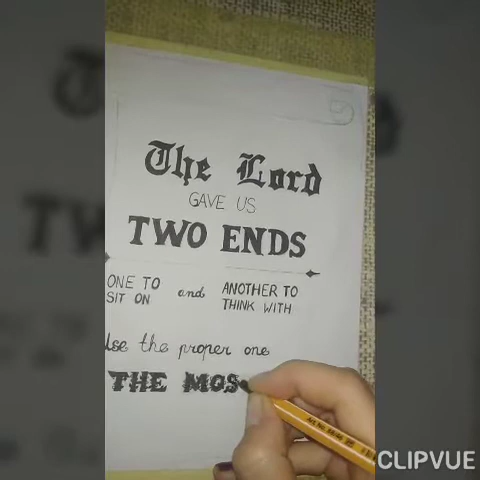 The Lord
GAVE US
TWO ENDS
ONE TO
SIT ON
and
ANOTHER TO
THINK WITH
Use the proper one
THE MOS
CLIPVUE